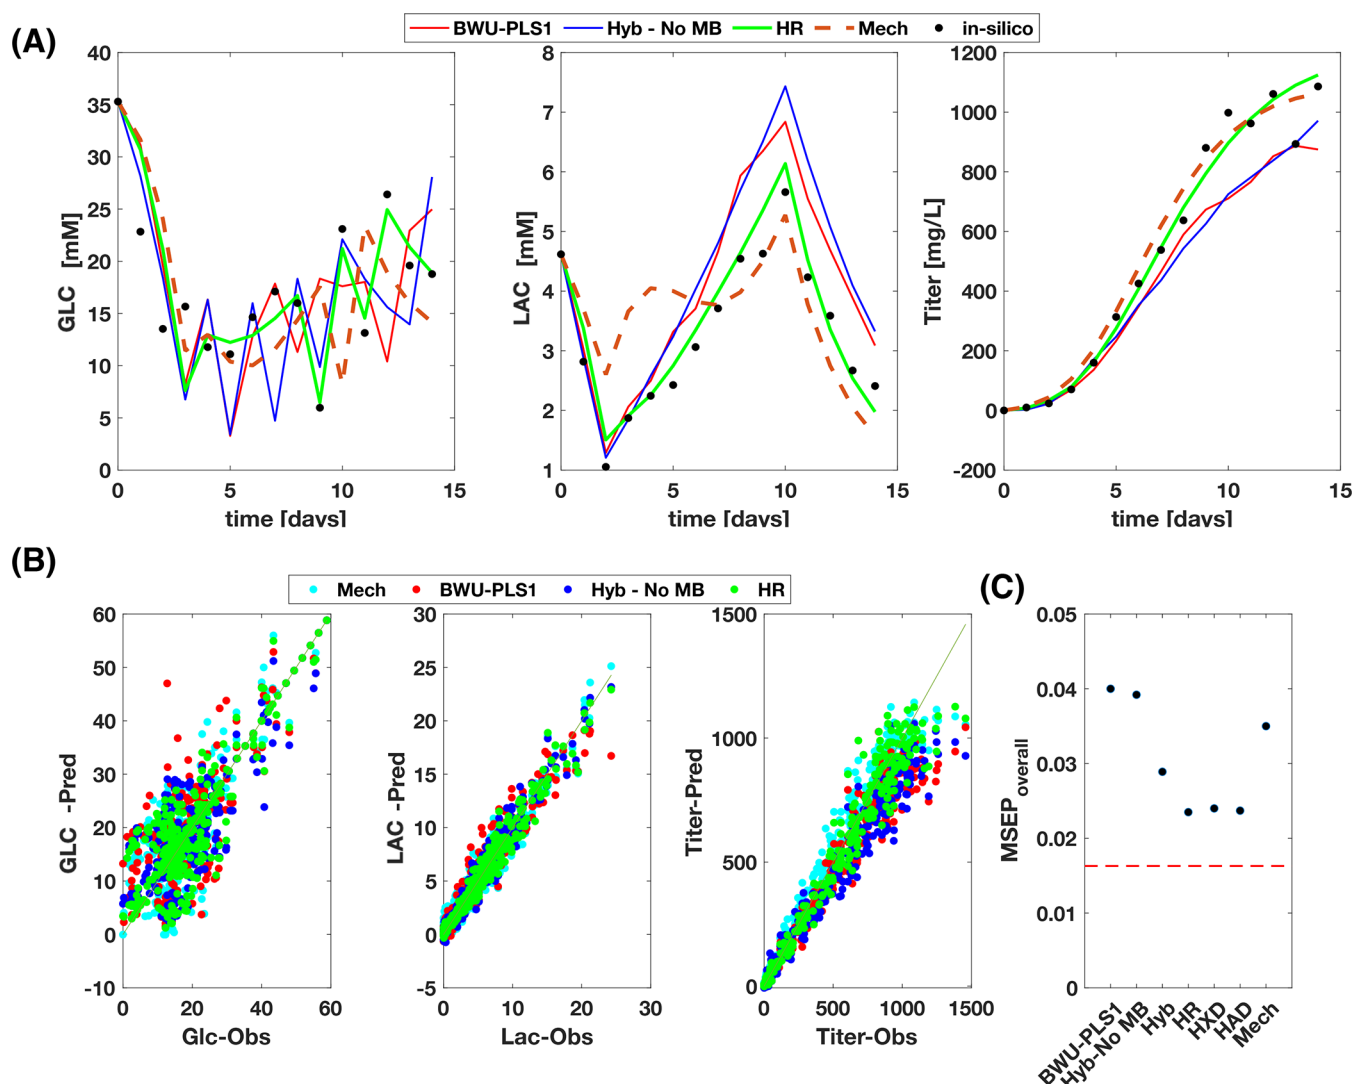 (A)
BWU-PLS1 Hyb - No MB HR Mech in-silico
40
35
30
25
20
15
10
5
0
GLC [mM]
0 5 10 15
time [days]
8
7
6
5
4
3
2
1
LAC [mM]
0 5 10 15
time [days]
1200
1000
800
600
400
200
0
-200
Titer [mg/L]
0 5 10 15
time [days]
(B)
Mech BWU-PLS1 Hyb - No MB HR
60
50
40
30
20
10
0
-10
GLC -Pred
0 20 40 60
Glc-Obs
30
25
20
15
10
5
0
-5
LAC -Pred
0 10 20 30
Lac-Obs
1500
1000
500
0
Titer-Pred
0 500 1000 1500
Titer-Obs
(C)
0.05
0.04
0.03
0.02
0.01
0
MSEPoverall
BWU-PLS1
Hyb-No MB
Hyb
HR
HXD
HAD
Mech